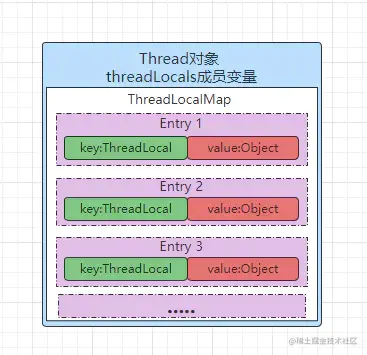 Thread对象
threadLocals成员变量
ThreadLocalMap
Entry 1
key:ThreadLocal value:Object
Entry 2
key:ThreadLocal value:Object
Entry 3
key:ThreadLocal value:Object
•••••
@稀土掘金技术社区